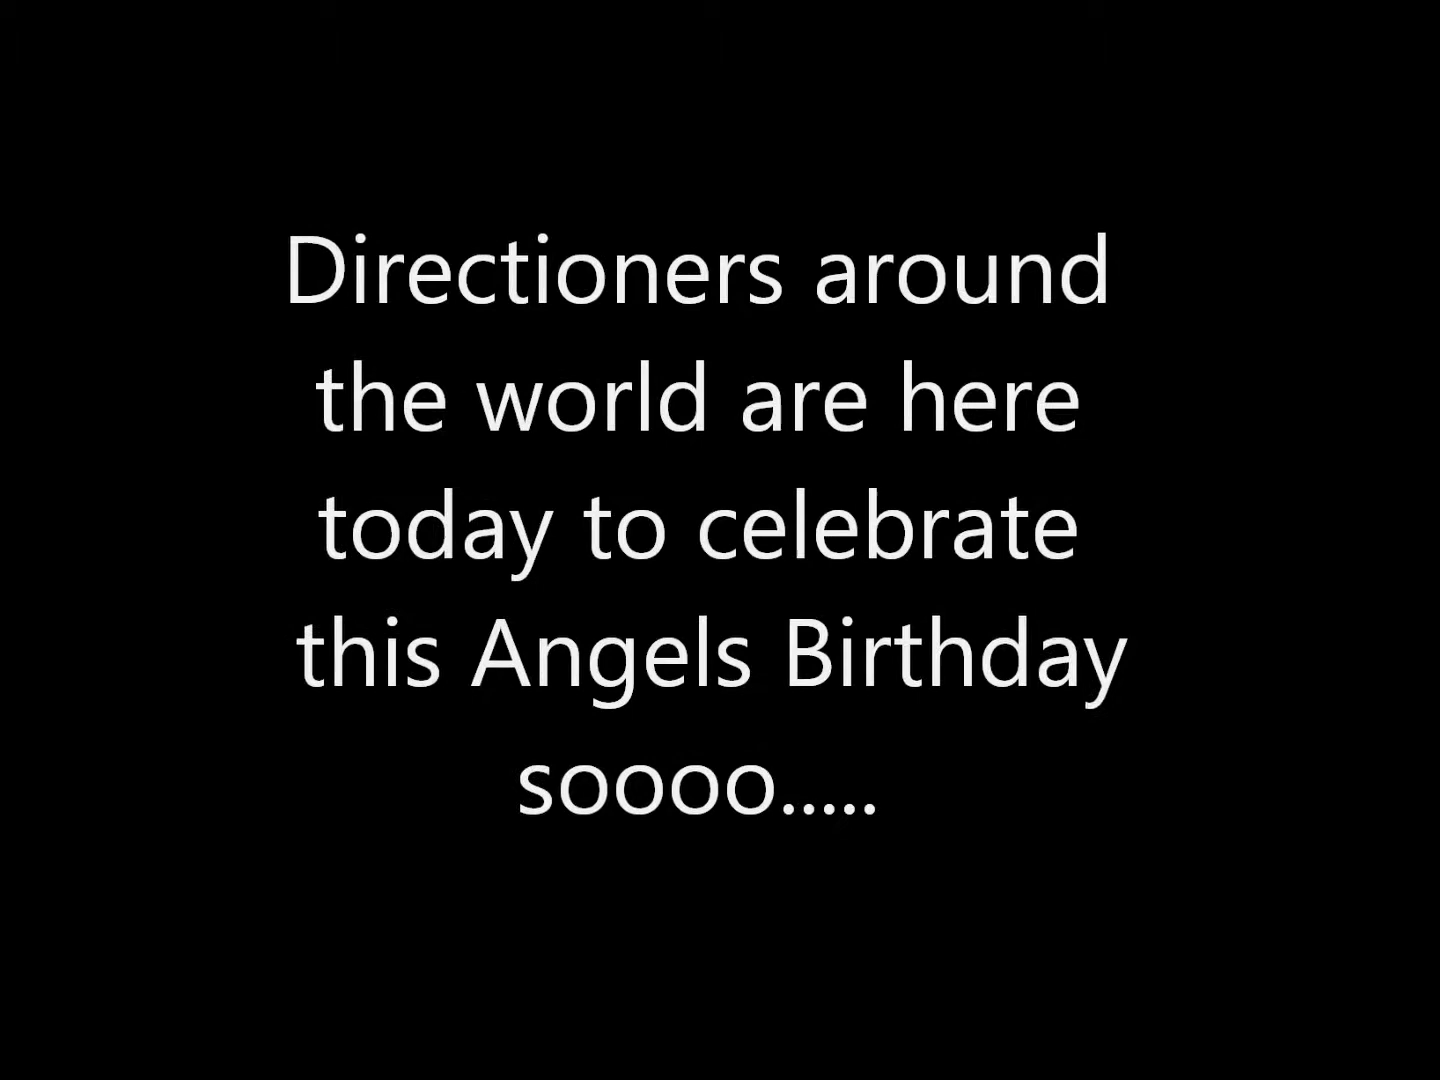 Directioners around
the world are here
today to celebrate
this Angels Birthday
soooo.....